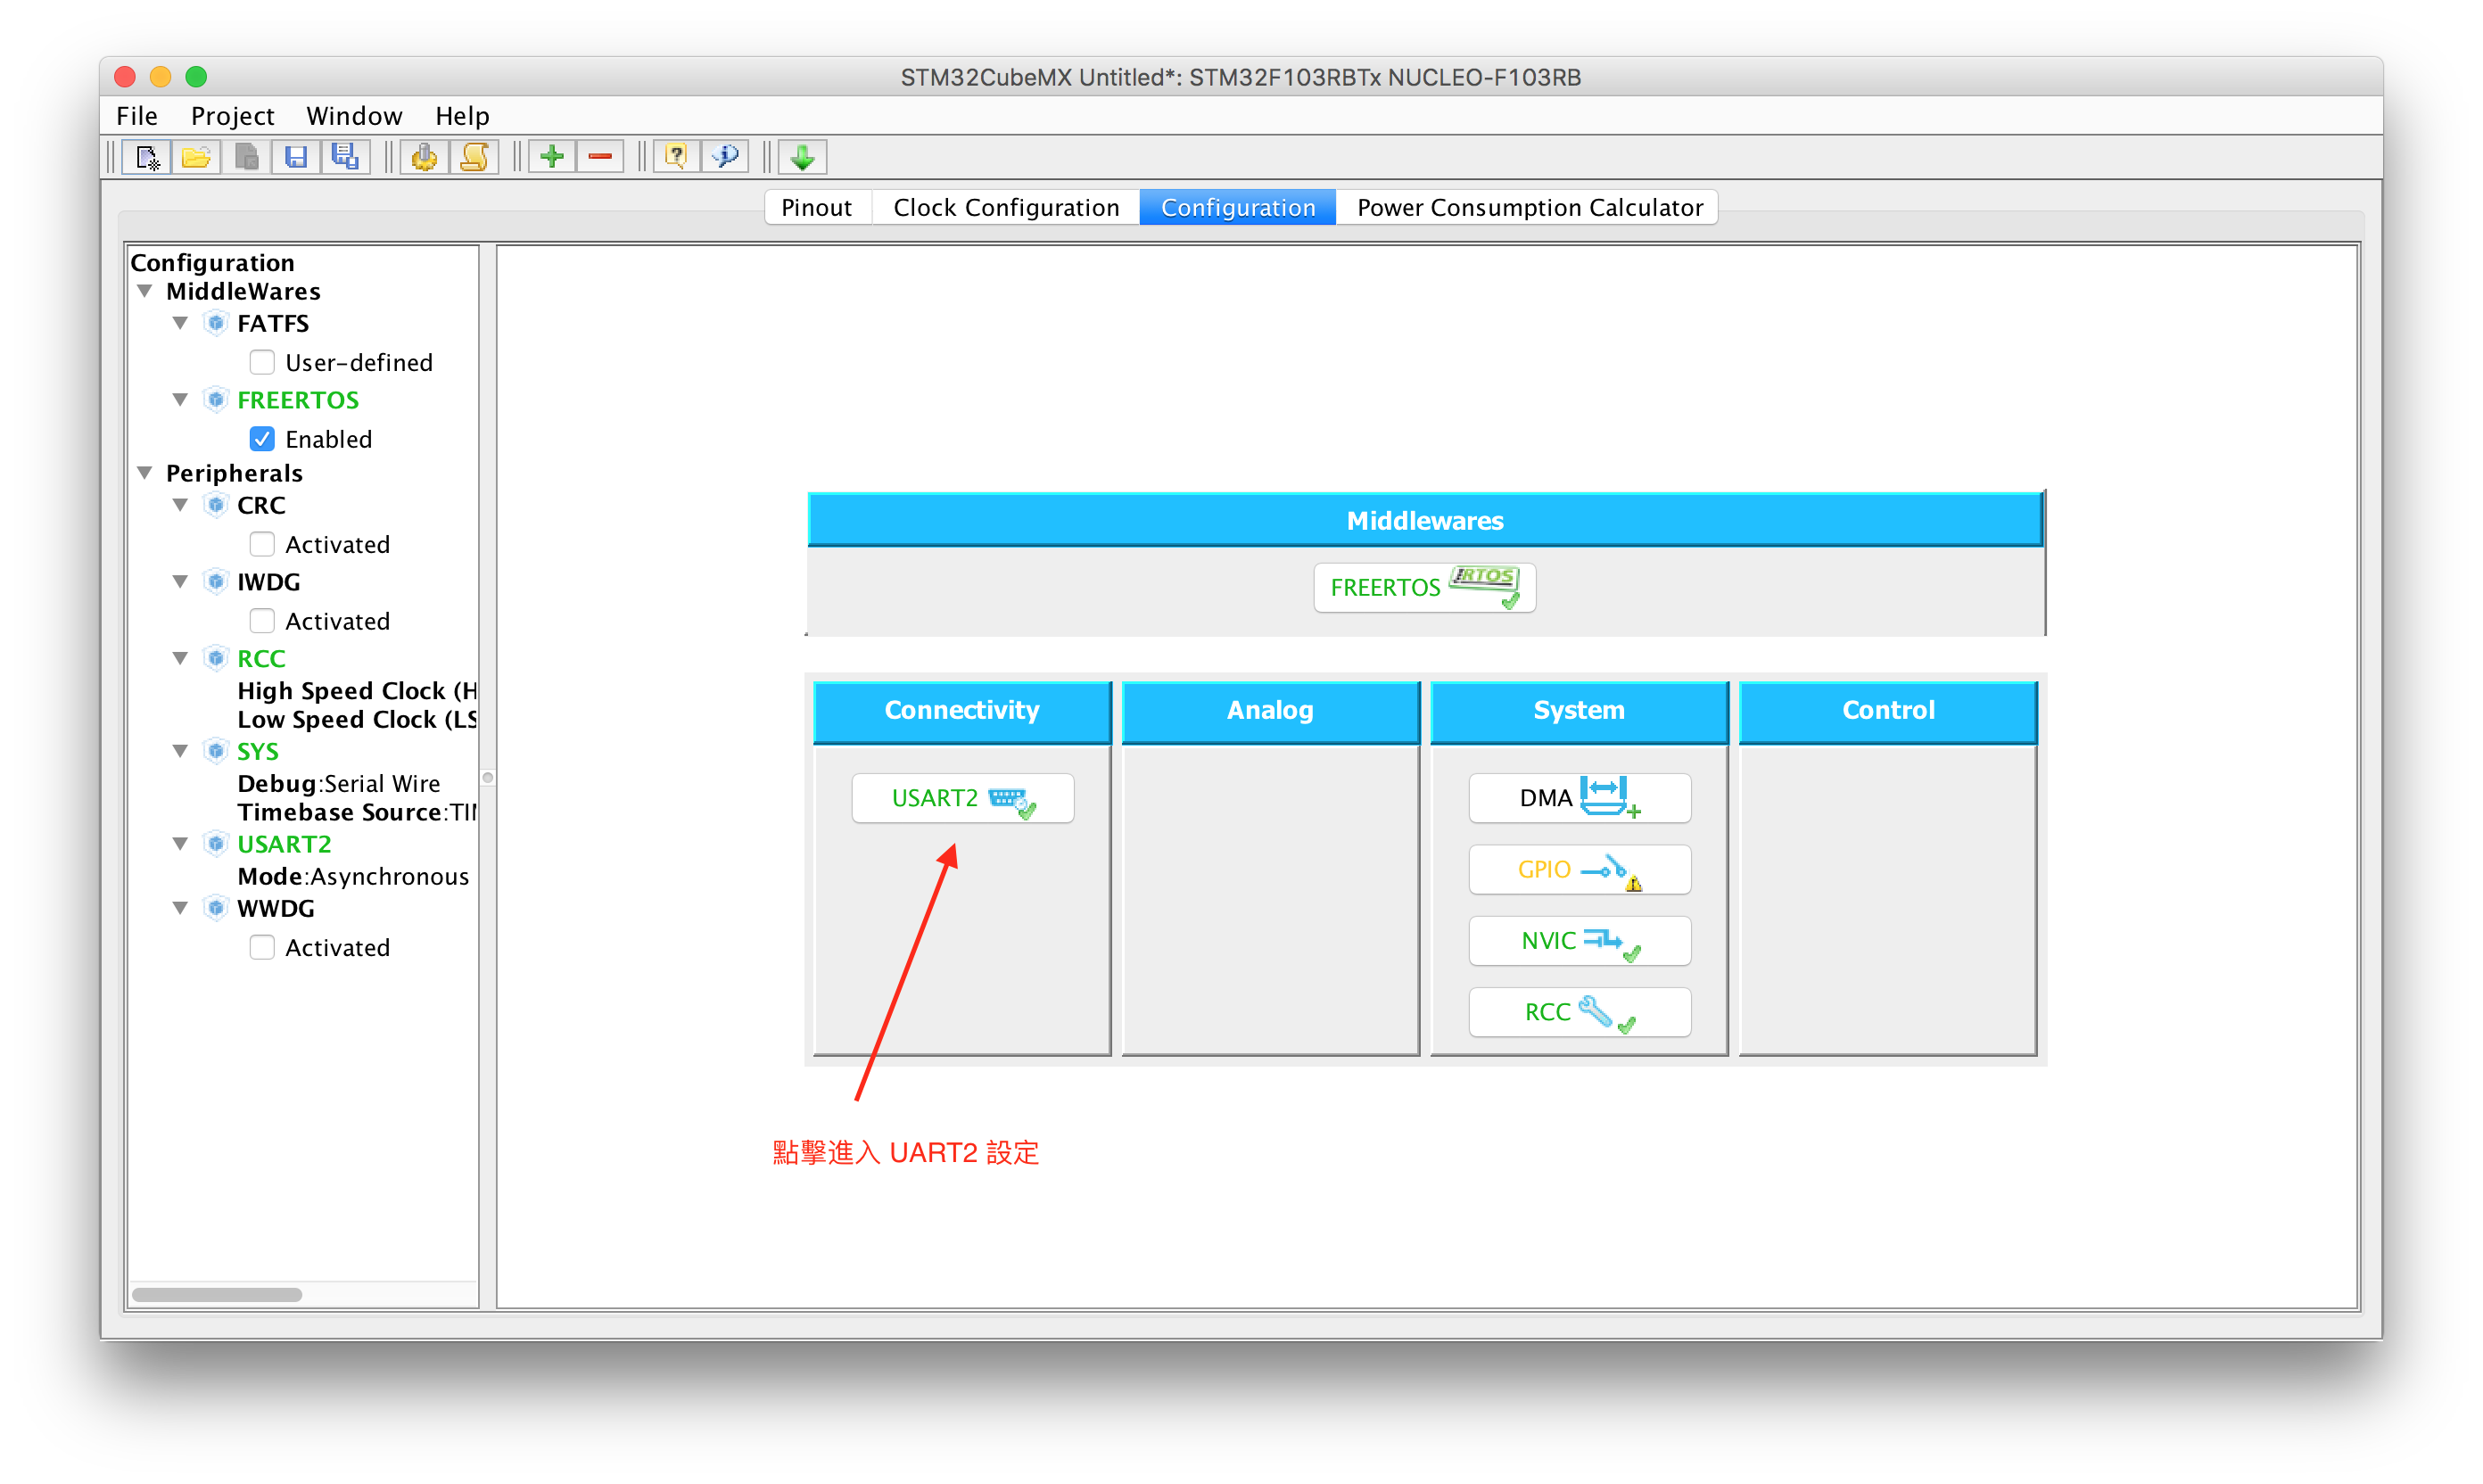 STM32CubeMX Untitled*: STM32F103RBTx NUCLEO-F103RB
File Project Window Help
Pinout Clock Configuration Configuration Power Consumption Calculator
Configuration
MiddleWares
FATFS
User-defined
FREERTOS
Enabled
Peripherals
CRC
Activated
IWDG
Activated
RCC
High Speed Clock (H
Low Speed Clock (LS
SYS
Debug:Serial Wire
Timebase Source:TI
USART2
Mode:Asynchronous
WWDG
Activated
Middlewares
FREERTOS RTOS
Connectivity Analog System Control
USART2 DMA
GPIO
NVIC
RCC
點擊進入 UART2 設定